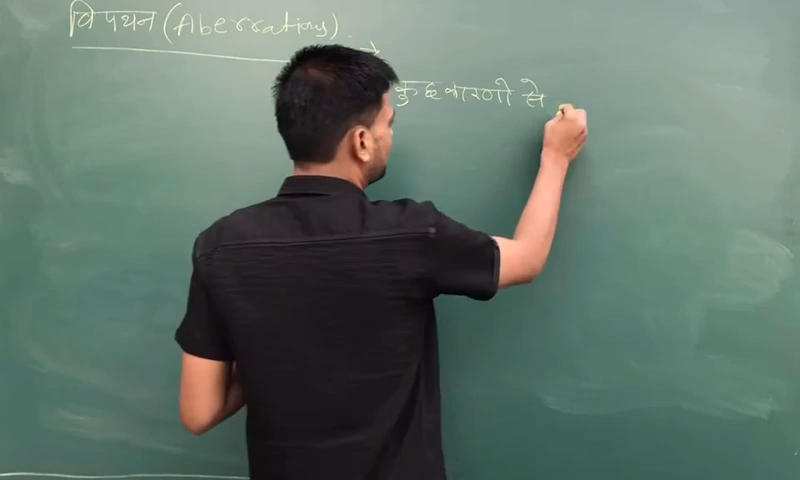 विपथन (Aberrations).
कुछ कारणो से